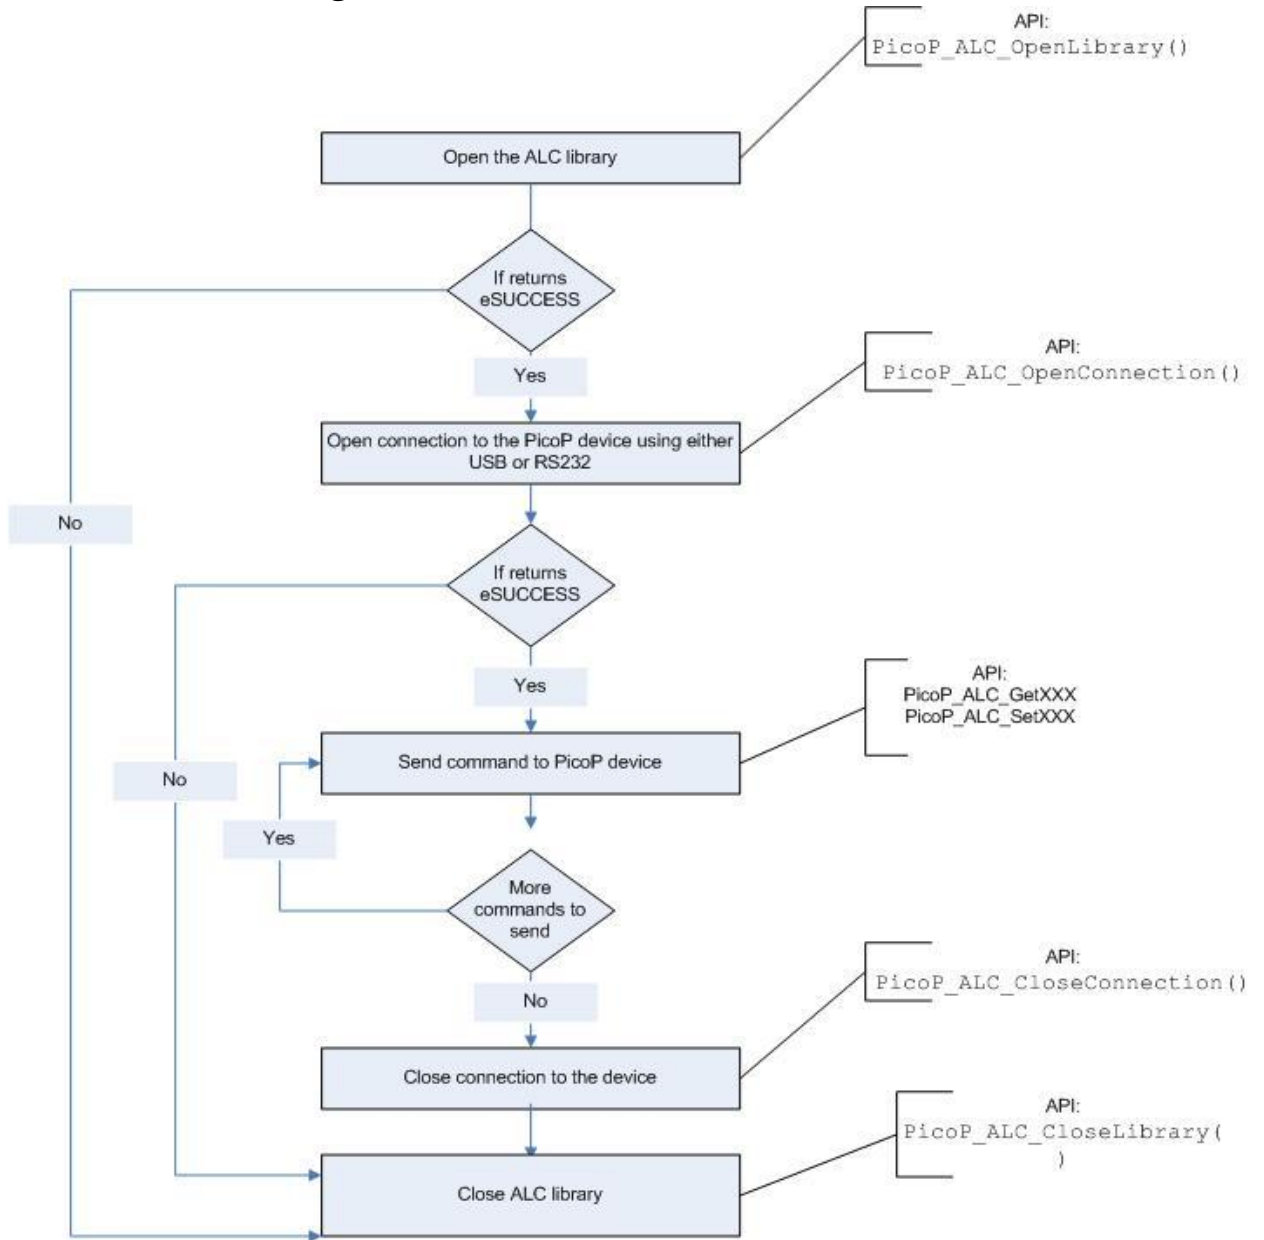 API:
PicoP_ALC_OpenLibrary()
Open the ALC library
If returns
eSUCCESS
Yes
API:
PicoP_ALC_OpenConnection()
Open connection to the PicoP device using either
USB or RS232
No
If returns
eSUCCESS
Yes
API:
PicoP_ALC_GetXXX
PicoP_ALC_SetXXX
Send command to PicoP device
No
Yes
More
commands to
send
No
API:
PicoP_ALC_CloseConnection()
Close connection to the device
API:
PicoP_ALC_CloseLibrary(
)
Close ALC library